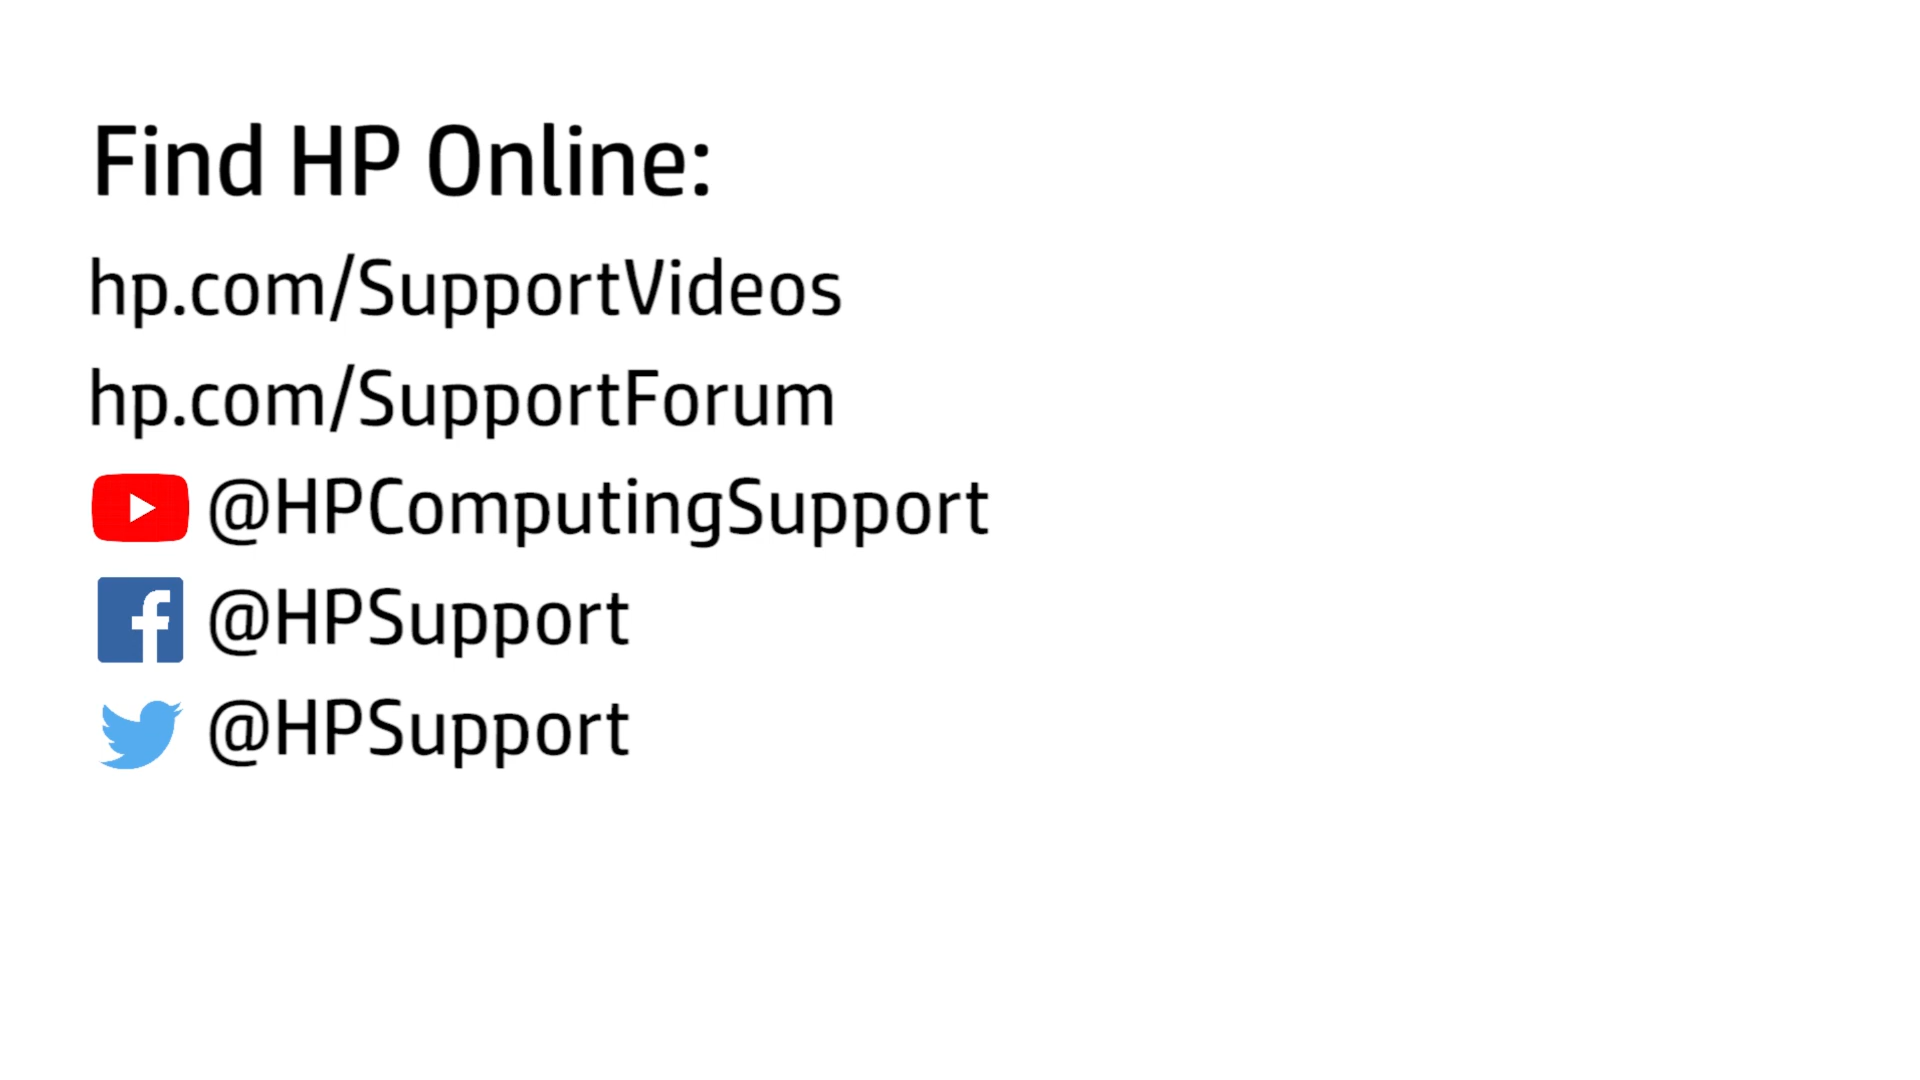 Find HP Online:
hp.com/SupportVideos
hp.com/SupportForum
@HPComputingSupport
@HPSupport
@HPSupport